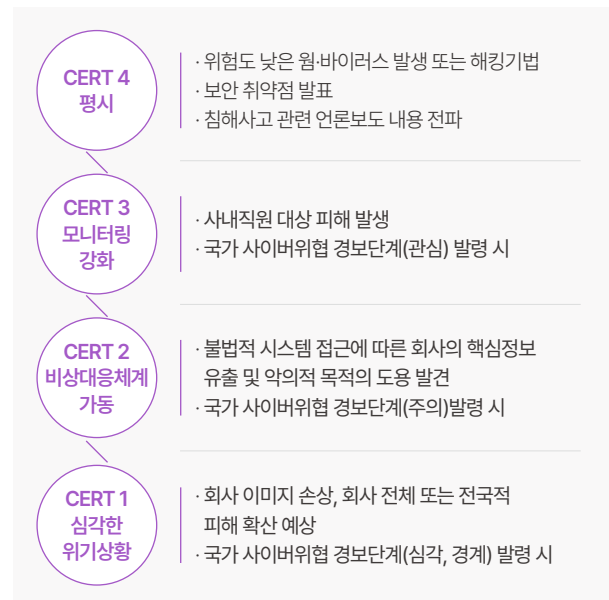 CERT 4
평시
· 위험도 낮은 웜·바이러스 발생 또는 해킹기법
· 보안 취약점 발표
· 침해사고 관련 언론보도 내용 전파
CERT 3
모니터링
강화
· 사내직원 대상 피해 발생
· 국가 사이버위협 경보단계(관심) 발령 시
CERT 2
비상대응체계
가동
· 불법적 시스템 접근에 따른 회사의 핵심정보
유출 및 악의적 목적의 도용 발견
· 국가 사이버위협 경보단계(주의)발령 시
CERT 1
심각한
위기상황
· 회사 이미지 손상, 회사 전체 또는 전국적
피해 확산 예상
· 국가 사이버위협 경보단계(심각, 경계) 발령 시